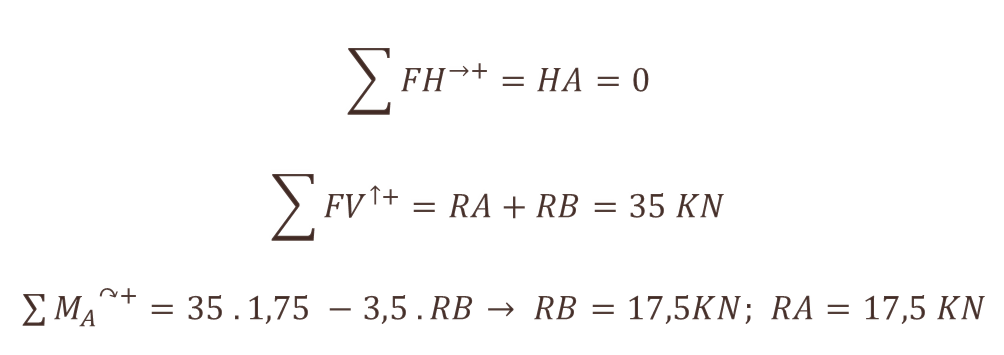 ∑ FH→+ = HA = 0
∑ FV↑+ = RA + RB = 35 KN
∑ M_A↷+ = 35 . 1,75 − 3,5 . RB → RB = 17,5KN; RA = 17,5 KN